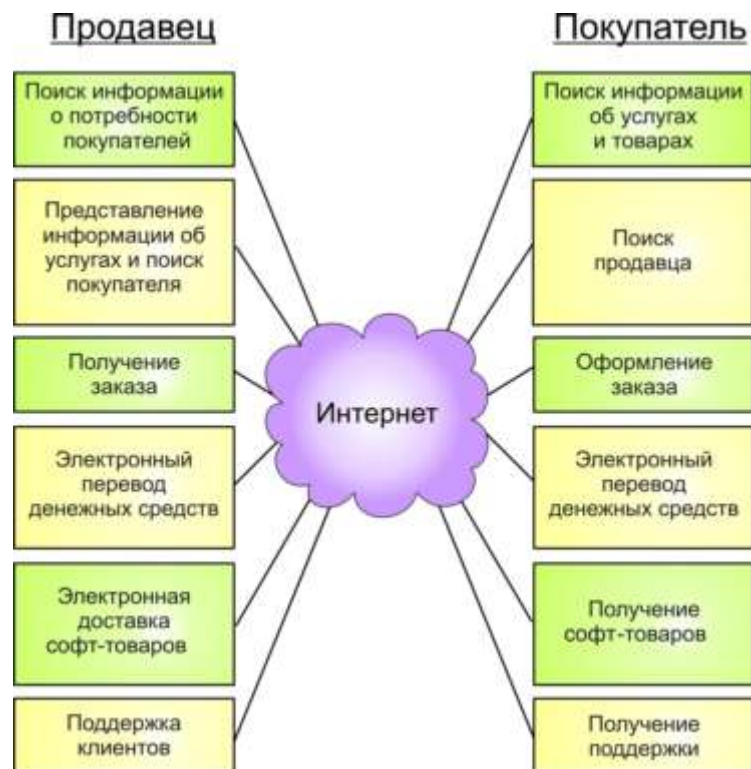 Продавец
Покупатель
Поиск информации
о потребности
покупателей
Представление
информации об
услугах и поиск
покупателя
Получение
заказа
Электронный
перевод
денежных средств
Электронная
доставка
софт-товаров
Поддержка
клиентов
Интернет
Поиск информации
об услугах
и товарах
Поиск
продавца
Оформление
заказа
Электронный
перевод
денежных средств
Получение
софт-товаров
Получение
поддержки